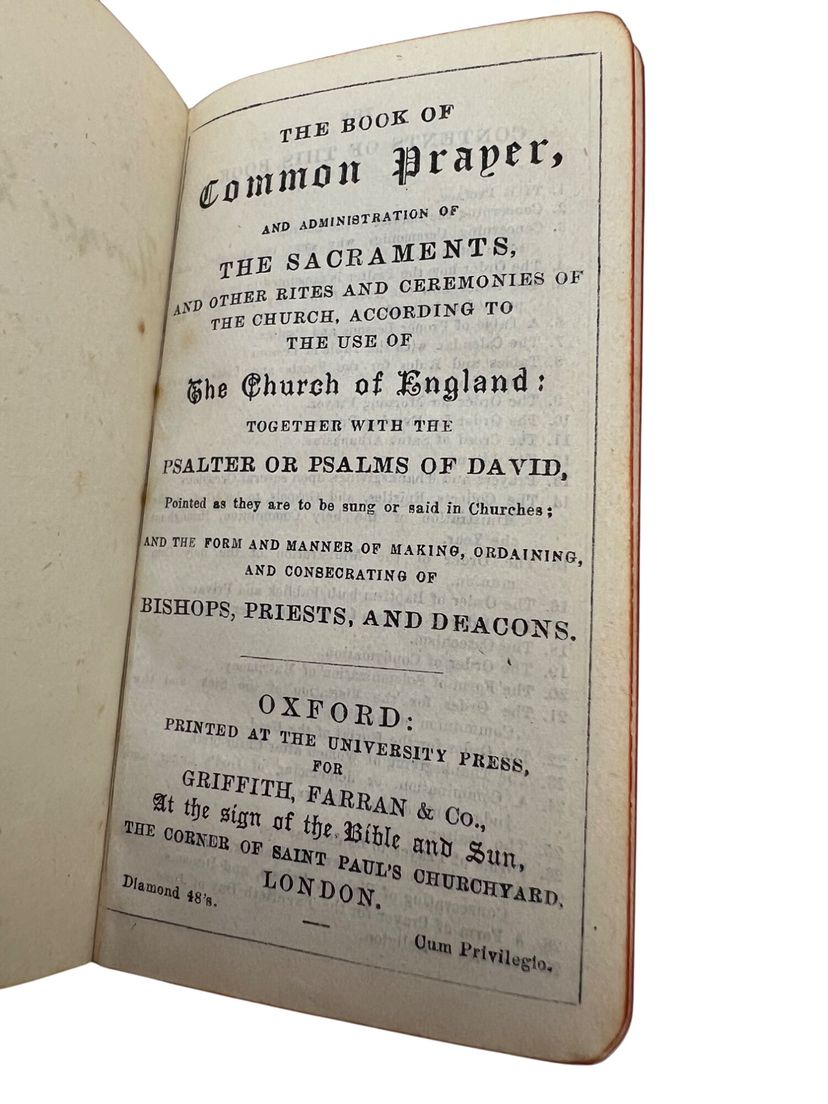 THE BOOK OF
Common Prayer,
AND ADMINISTRATION OF
THE SACRAMENTS,
AND OTHER RITES AND CEREMONIES OF
THE CHURCH, ACCORDING TO
THE USE OF
The Church of England:
TOGETHER WITH THE
PSALTER OR PSALMS OF DAVID,
Pointed as they are to be sung or said in Churches;
AND THE FORM AND MANNER OF MAKING, ORDAINING,
AND CONSECRATING OF
BISHOPS, PRIESTS, AND DEACONS.
OXFORD:
PRINTED AT THE UNIVERSITY PRESS,
FOR
GRIFFITH, FARRAN & Co.,
At the sign of the Bible and Sun,
THE CORNER OF SAINT PAUL'S CHURCHYARD,
LONDON.
Diamond 48's.
Cum Privilegio.